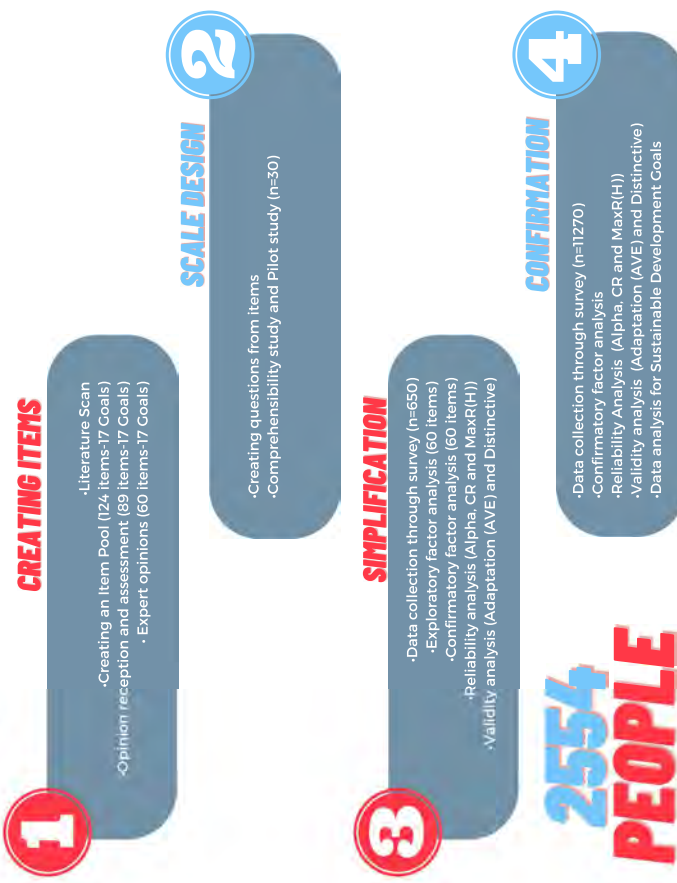 1
CREATING ITEMS
•Literature Scan
•Creating an Item Pool (124 items-17 Goals)
•Opinion reception and assessment (89 items-17 Goals)
• Expert opinions (60 items-17 Goals)
2
SCALE DESIGN
•Creating questions from items
•Comprehensibility study and Pilot study (n=30)
3
SIMPLIFICATION
•Data collection through survey (n=650)
•Exploratory factor analysis (60 items)
•Confirmatory factor analysis (60 items)
•Reliability analysis (Alpha, CR and MaxR(H))
•Validity analysis (Adaptation (AVE) and Distinctive)
4
CONFIRMATION
•Data collection through survey (n=11270)
•Confirmatory factor analysis
•Reliability Analysis (Alpha, CR and MaxR(H))
•Validity analysis (Adaptation (AVE) and Distinctive)
•Data analysis for Sustainable Development Goals
2554
PEOPLE